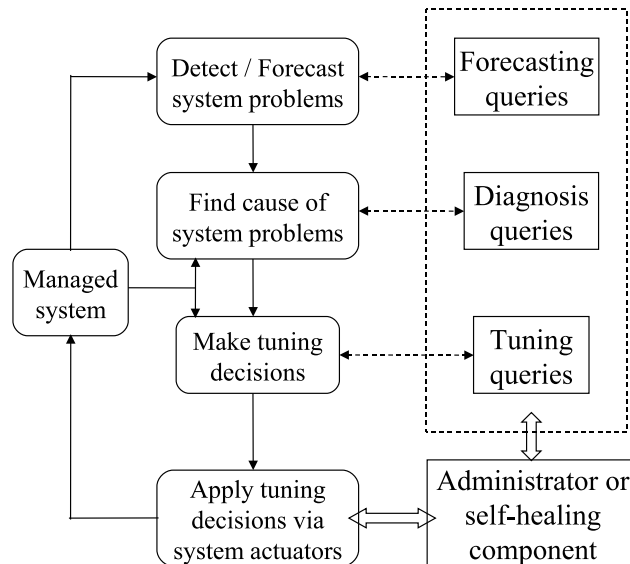 Detect / Forecast
system problems
Forecasting
queries
Find cause of
system problems
Diagnosis
queries
Managed
system
Make tuning
decisions
Tuning
queries
Apply tuning
decisions via
system actuators
Administrator or
self-healing
component